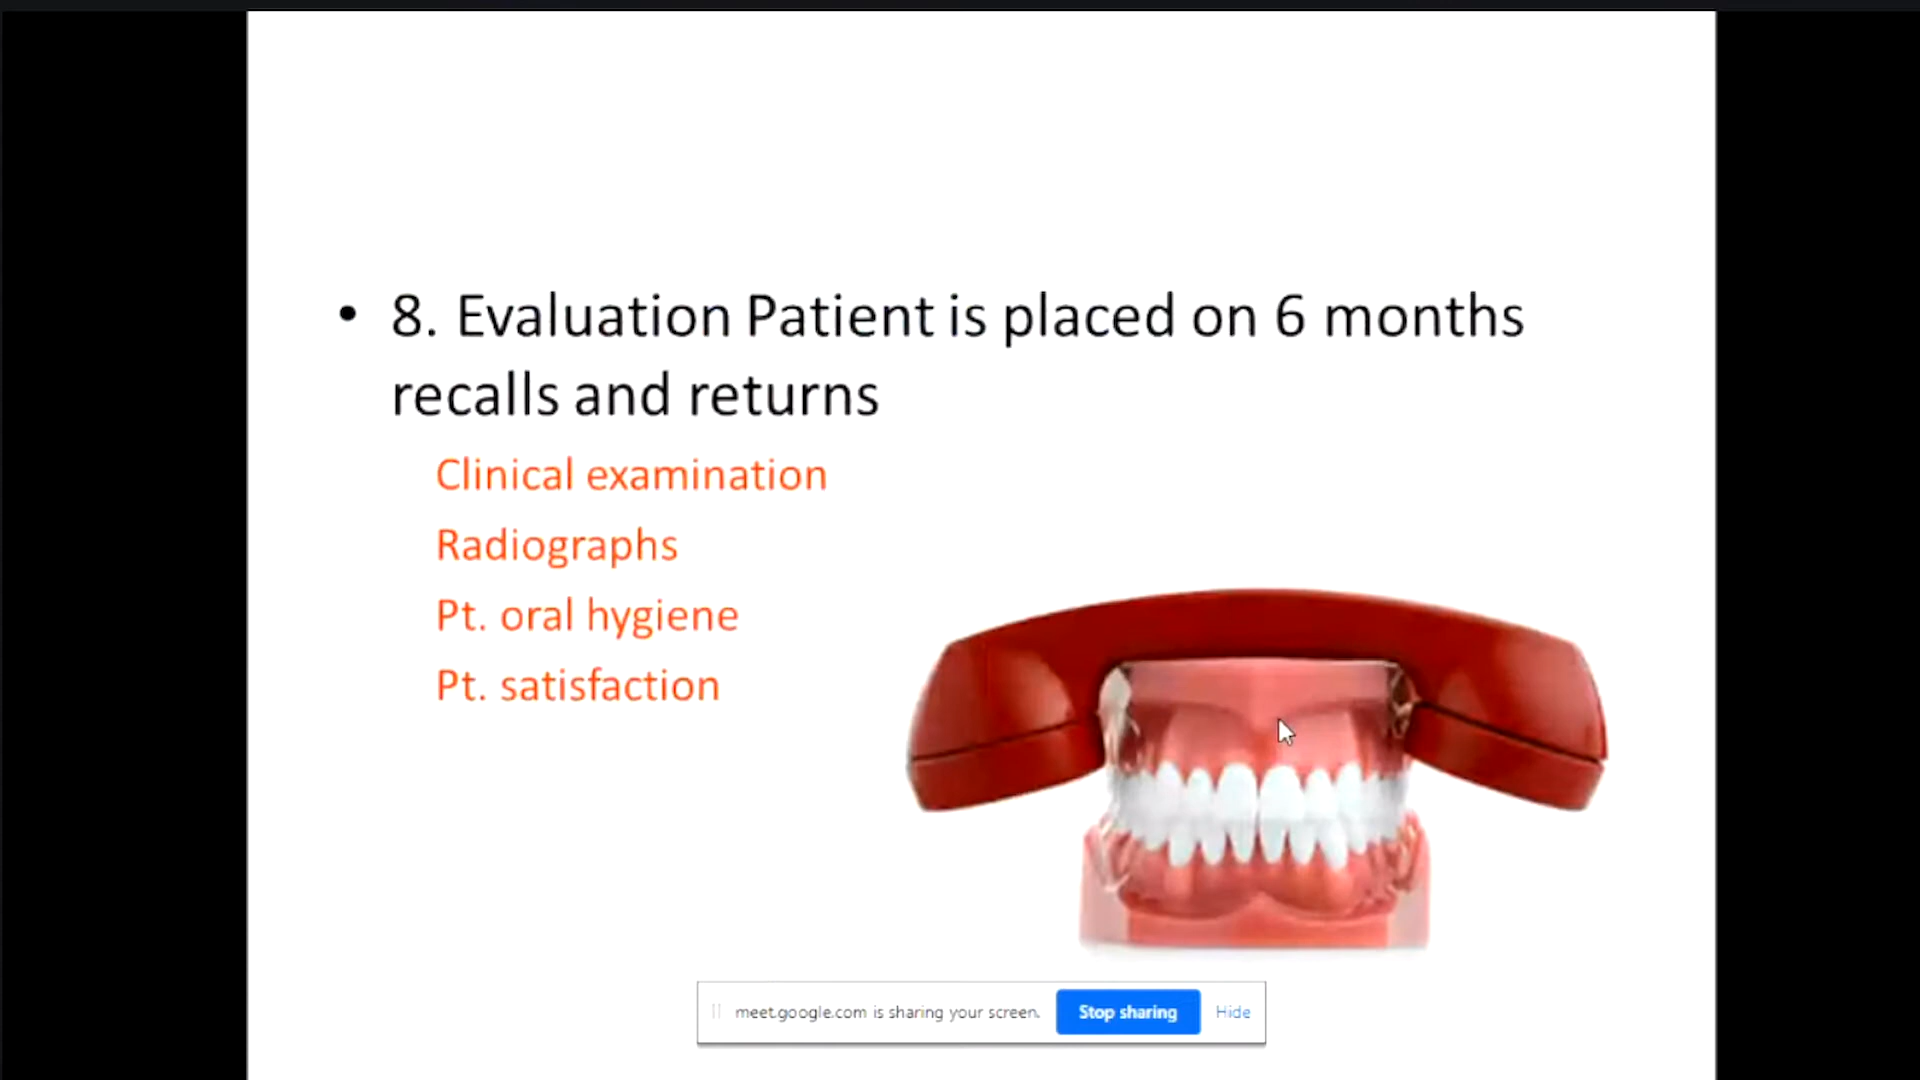 • 8. Evaluation Patient is placed on 6 months
recalls and returns
Clinical examination
Radiographs
Pt. oral hygiene
Pt. satisfaction
meet.google.com is sharing your screen. Stop sharing Hide